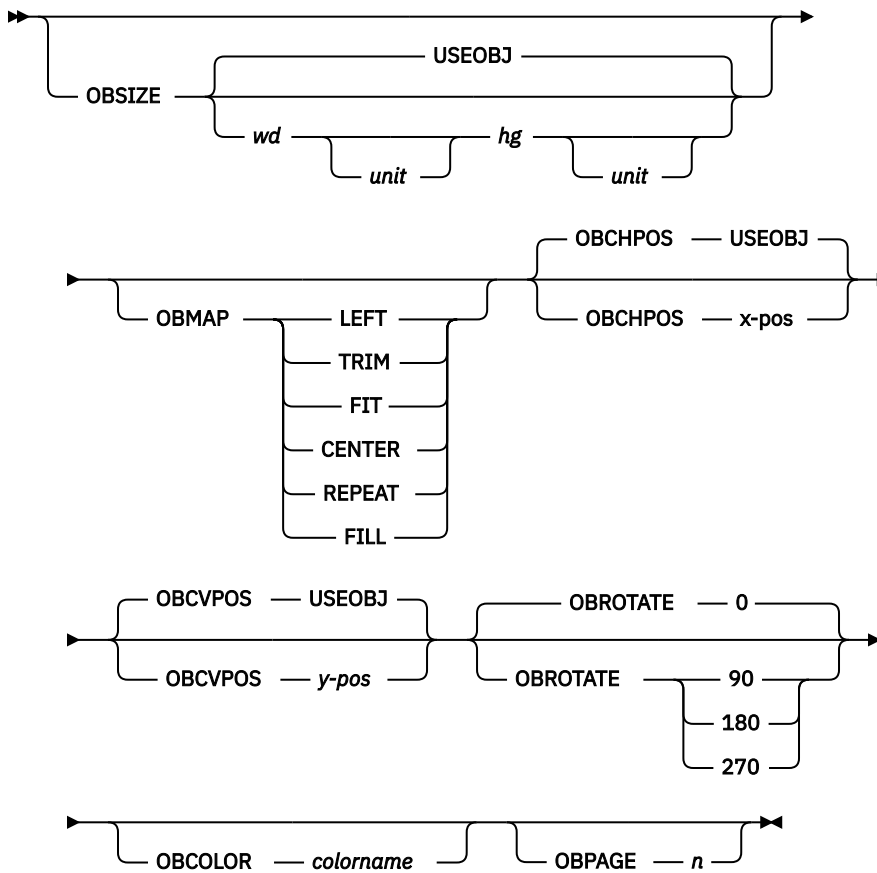 USEOBJ
OBSIZE
wd hg
unit unit
OBCHPOS USEOBJ
OBMAP LEFT OBCHPOS x-pos
TRIM
FIT
CENTER
REPEAT
FILL
OBCVPOS USEOBJ OBROTATE 0
OBCVPOS y-pos OBROTATE 90
180
270
OBCOLOR colorname OBPAGE n